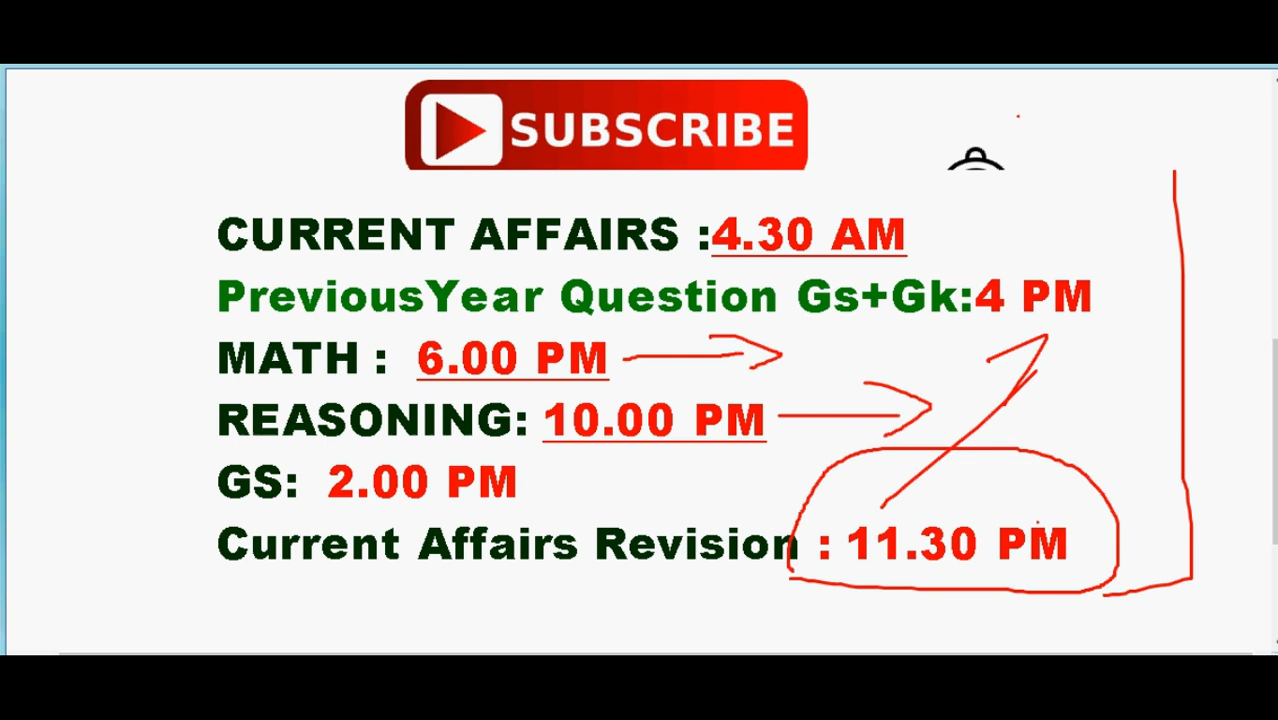 SUBSCRIBE
CURRENT AFFAIRS :4.30 AM
PreviousYear Question Gs+Gk:4 PM
MATH : 6.00 PM
REASONING: 10.00 PM
GS: 2.00 PM
Current Affairs Revision : 11.30 PM